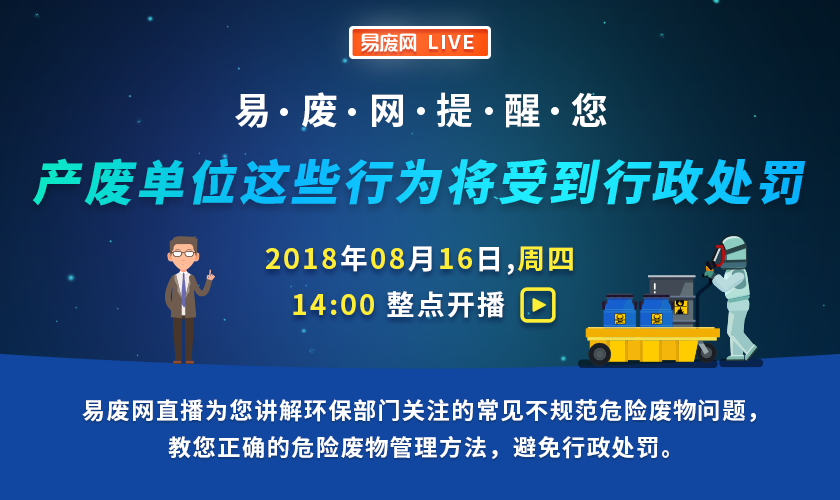 易废网 LIVE
易·废·网·提·醒·您
产废单位这些行为将受到行政处罚
2018年08月16日,周四
14:00 整点开播
易废网直播为您讲解环保部门关注的常见不规范危险废物问题，
教您正确的危险废物管理方法，避免行政处罚。